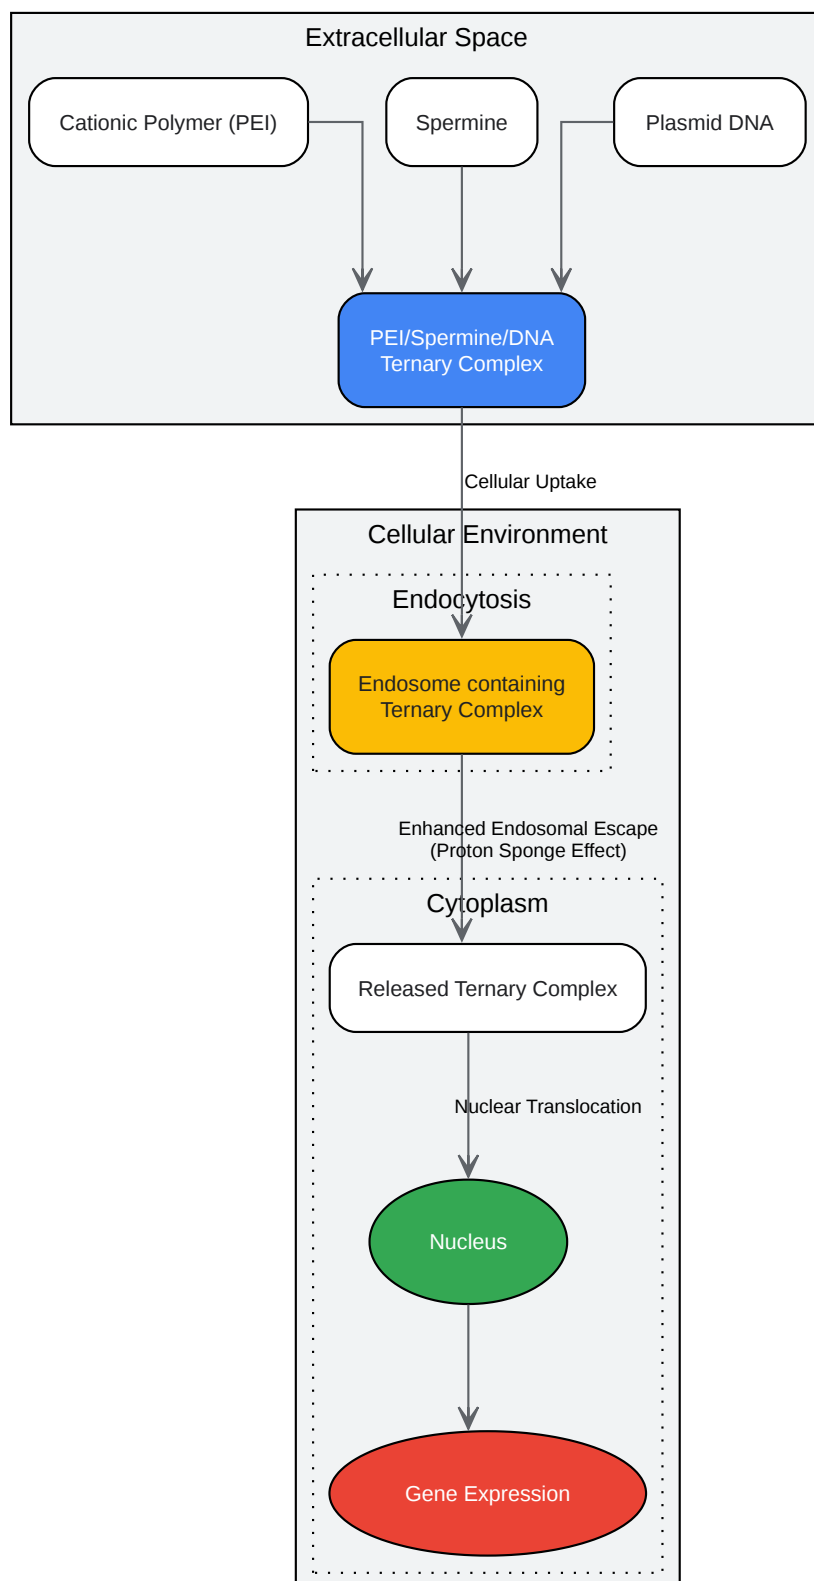 Extracellular Space
Cationic Polymer (PEI)
Spermine
Plasmid DNA
PEI/Spermine/DNA
Ternary Complex
Cellular Uptake
Cellular Environment
Endocytosis
Endosome containing
Ternary Complex
Enhanced Endosomal Escape
(Proton Sponge Effect)
Cytoplasm
Released Ternary Complex
Nuclear Translocation
Nucleus
Gene Expression